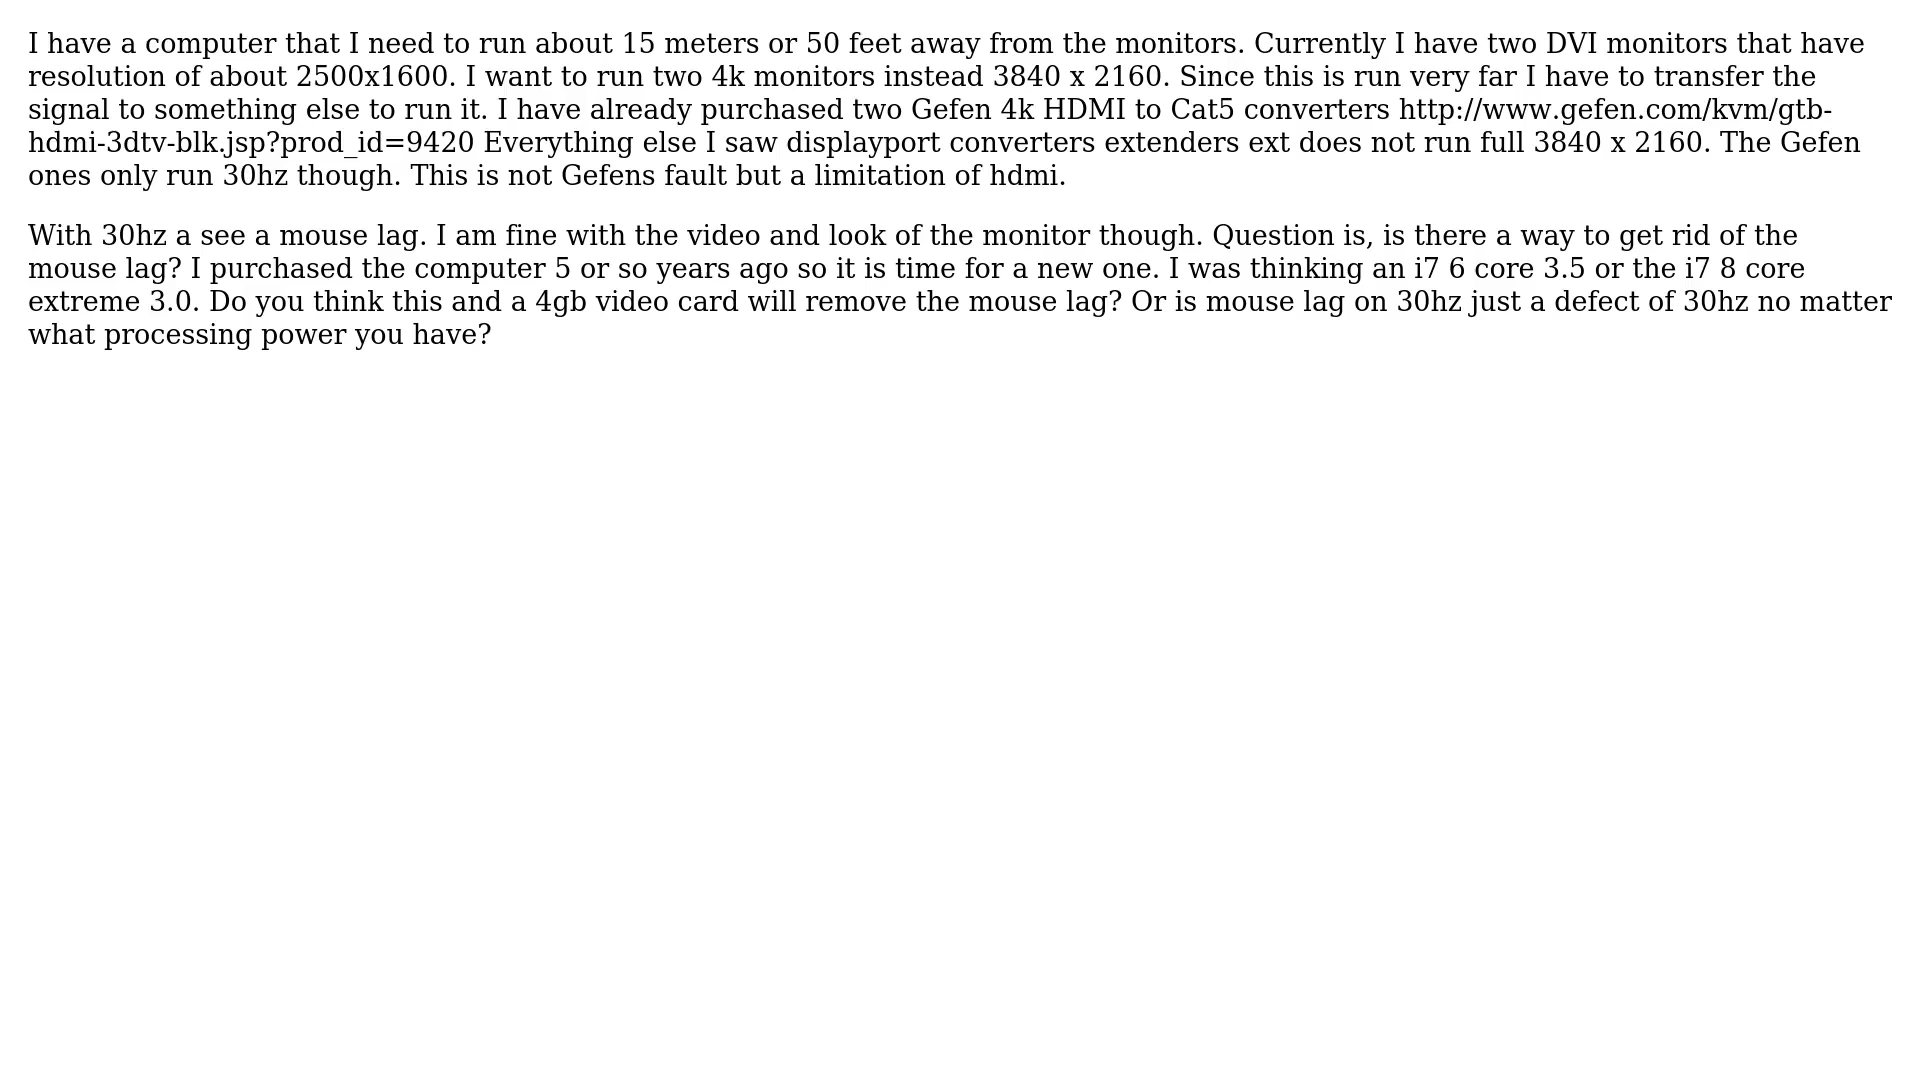 I have a computer that I need to run about 15 meters or 50 feet away from the monitors. Currently I have two DVI monitors that have
resolution of about 2500x1600. I want to run two 4k monitors instead 3840 x 2160. Since this is run very far I have to transfer the
signal to something else to run it. I have already purchased two Gefen 4k HDMI to Cat5 converters http://www.gefen.com/kvm/gtb-
hdmi-3dtv-blk.jsp?prod_id=9420 Everything else I saw displayport converters extenders ext does not run full 3840 x 2160. The Gefen
ones only run 30hz though. This is not Gefens fault but a limitation of hdmi.
With 30hz a see a mouse lag. I am fine with the video and look of the monitor though. Question is, is there a way to get rid of the
mouse lag? I purchased the computer 5 or so years ago so it is time for a new one. I was thinking an i7 6 core 3.5 or the i7 8 core
extreme 3.0. Do you think this and a 4gb video card will remove the mouse lag? Or is mouse lag on 30hz just a defect of 30hz no matter
what processing power you have?